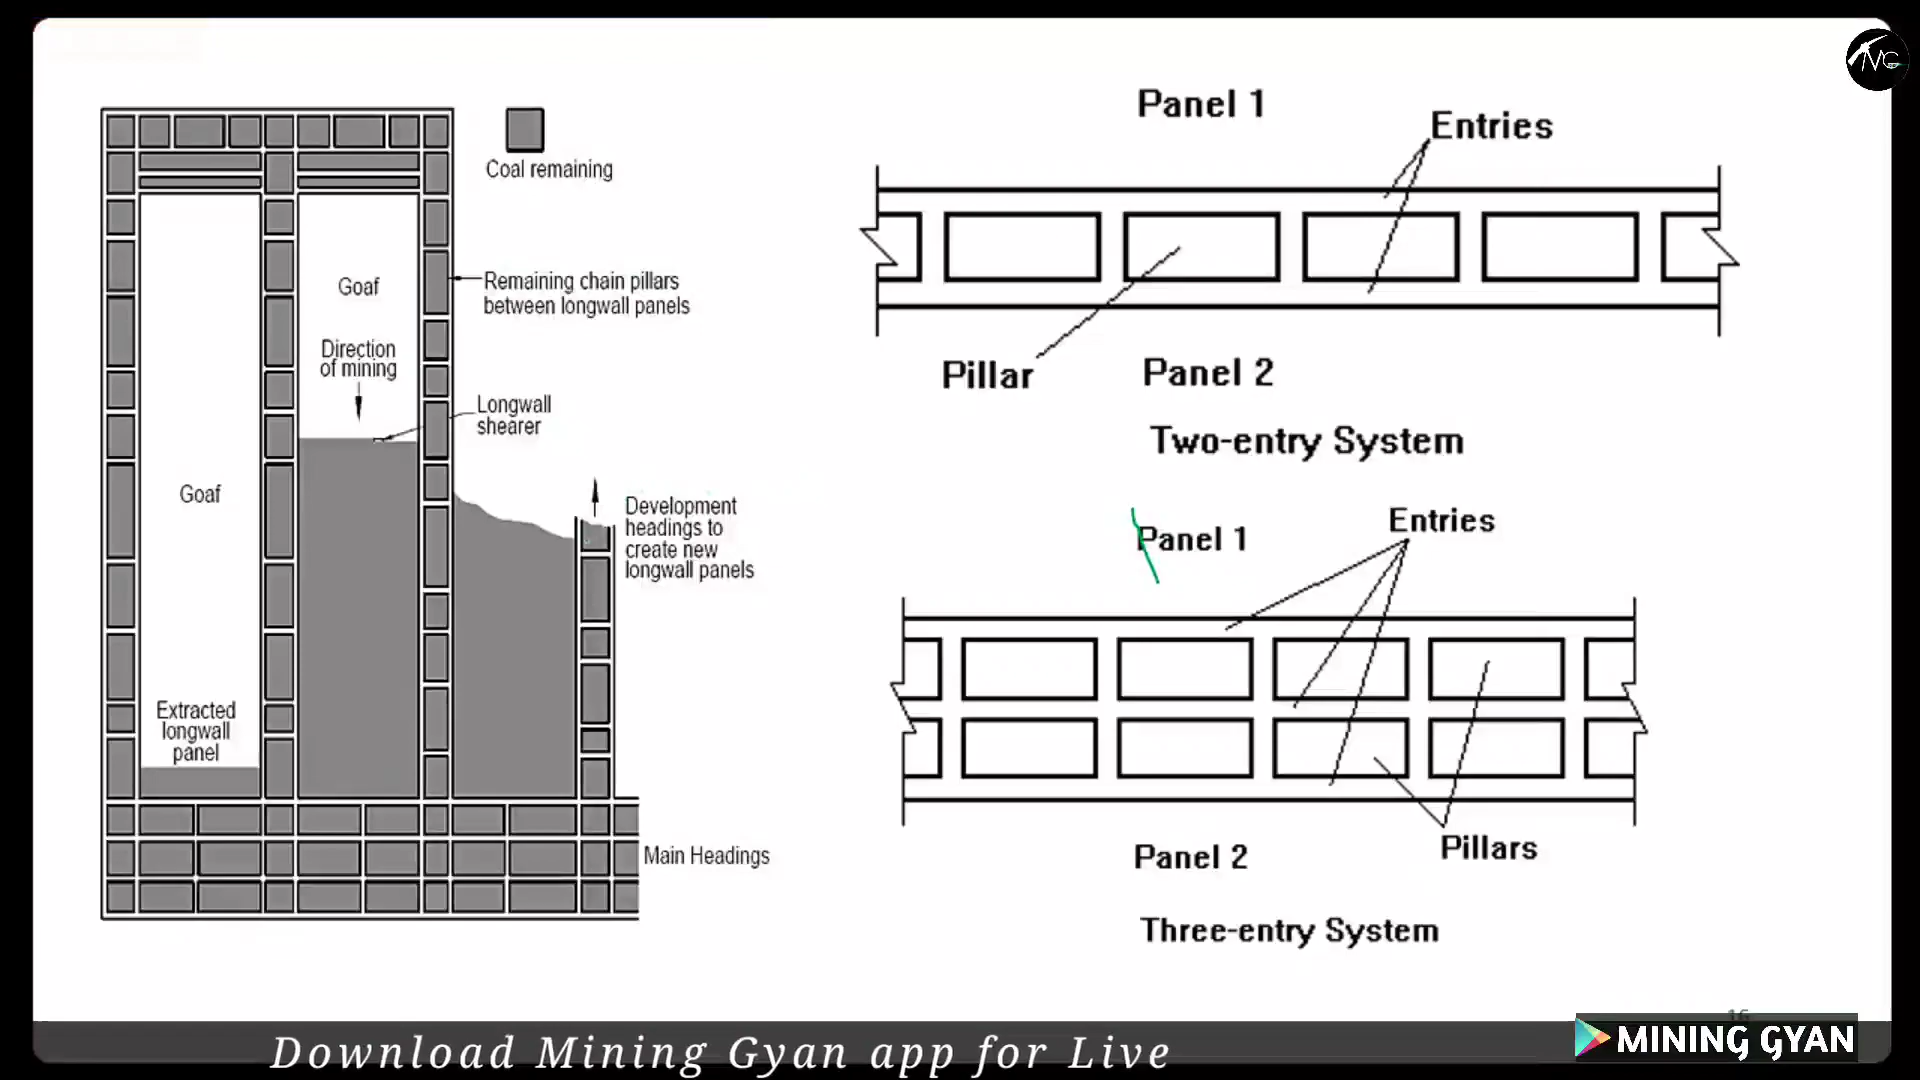 Coal remaining
Goaf
Remaining chain pillars
between longwall panels
Direction
of mining
Longwall
shearer
Goaf
Development
headings to
create new
longwall panels
Extracted
longwall
panel
Main Headings
Panel 1
Entries
Pillar
Panel 2
Two-entry System
Panel 1
Entries
Panel 2
Pillars
Three-entry System
16
Download Mining Gyan app for Live
MINING GYAN
MG